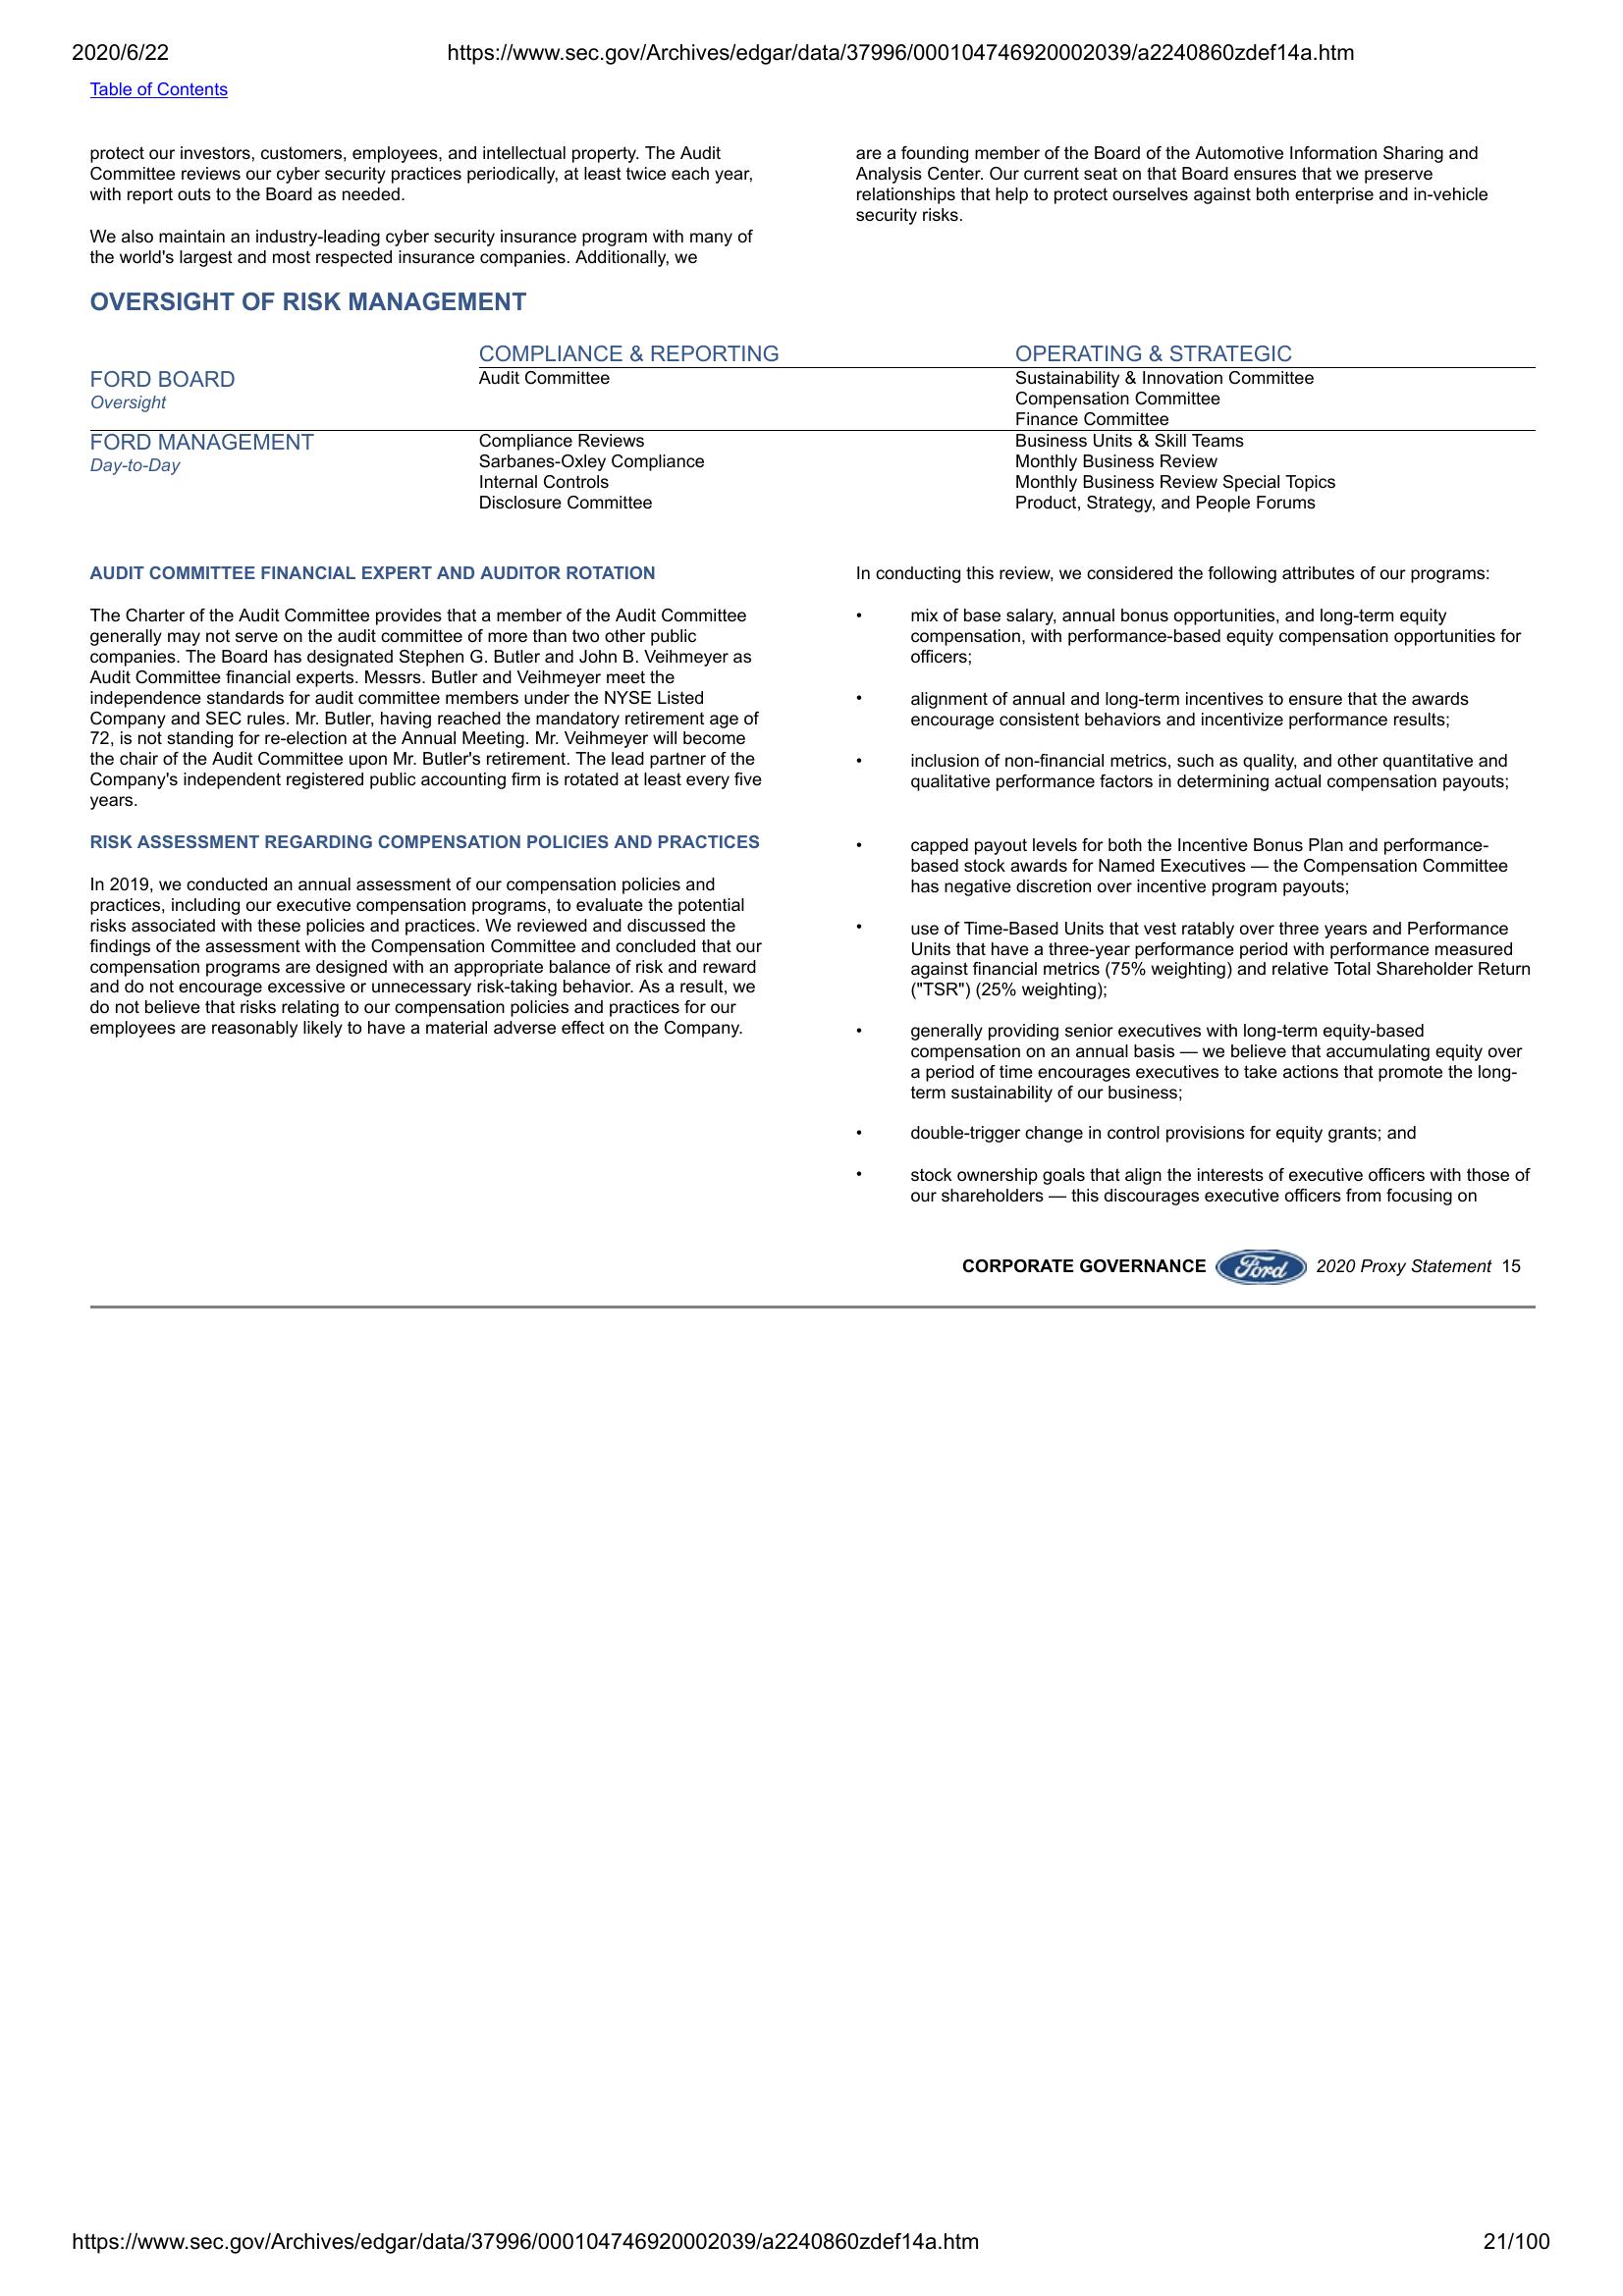 2020/6/22
https://www.sec.gov/Archives/edgar/data/37996/000104746920002039/a2240860zdef14a.htm
Table of Contents
protect our investors, customers, employees, and intellectual property. The Audit
Committee reviews our cyber security practices periodically, at least twice each year,
with report outs to the Board as needed.
We also maintain an industry-leading cyber security insurance program with many of
the world's largest and most respected insurance companies. Additionally, we
are a founding member of the Board of the Automotive Information Sharing and
Analysis Center. Our current seat on that Board ensures that we preserve
relationships that help to protect ourselves against both enterprise and in-vehicle
security risks.
OVERSIGHT OF RISK MANAGEMENT
COMPLIANCE & REPORTING
OPERATING & STRATEGIC
FORD BOARD
Oversight
Audit Committee
Sustainability & Innovation Committee
Compensation Committee
Finance Committee
FORD MANAGEMENT
Day-to-Day
Compliance Reviews
Sarbanes-Oxley Compliance
Internal Controls
Disclosure Committee
Business Units & Skill Teams
Monthly Business Review
Monthly Business Review Special Topics
Product, Strategy, and People Forums
AUDIT COMMITTEE FINANCIAL EXPERT AND AUDITOR ROTATION
The Charter of the Audit Committee provides that a member of the Audit Committee
generally may not serve on the audit committee of more than two other public
companies. The Board has designated Stephen G. Butler and John B. Veihmeyer as
Audit Committee financial experts. Messrs. Butler and Veihmeyer meet the
independence standards for audit committee members under the NYSE Listed
Company and SEC rules. Mr. Butler, having reached the mandatory retirement age of
72, is not standing for re-election at the Annual Meeting. Mr. Veihmeyer will become
the chair of the Audit Committee upon Mr. Butler's retirement. The lead partner of the
Company's independent registered public accounting firm is rotated at least every five
years.
RISK ASSESSMENT REGARDING COMPENSATION POLICIES AND PRACTICES
In 2019, we conducted an annual assessment of our compensation policies and
practices, including our executive compensation programs, to evaluate the potential
risks associated with these policies and practices. We reviewed and discussed the
findings of the assessment with the Compensation Committee and concluded that our
compensation programs are designed with an appropriate balance of risk and reward
and do not encourage excessive or unnecessary risk-taking behavior. As a result, we
do not believe that risks relating to our compensation policies and practices for our
employees are reasonably likely to have a material adverse effect on the Company.
In conducting this review, we considered the following attributes of our programs:
• mix of base salary, annual bonus opportunities, and long-term equity
compensation, with performance-based equity compensation opportunities for
officers;
• alignment of annual and long-term incentives to ensure that the awards
encourage consistent behaviors and incentivize performance results;
• inclusion of non-financial metrics, such as quality, and other quantitative and
qualitative performance factors in determining actual compensation payouts;
• capped payout levels for both the Incentive Bonus Plan and performance-
based stock awards for Named Executives — the Compensation Committee
has negative discretion over incentive program payouts;
• use of Time-Based Units that vest ratably over three years and Performance
Units that have a three-year performance period with performance measured
against financial metrics (75% weighting) and relative Total Shareholder Return
("TSR") (25% weighting);
• generally providing senior executives with long-term equity-based
compensation on an annual basis — we believe that accumulating equity over
a period of time encourages executives to take actions that promote the long-
term sustainability of our business;
• double-trigger change in control provisions for equity grants; and
• stock ownership goals that align the interests of executive officers with those of
our shareholders — this discourages executive officers from focusing on
CORPORATE GOVERNANCE Ford 2020 Proxy Statement 15
https://www.sec.gov/Archives/edgar/data/37996/000104746920002039/a2240860zdef14a.htm
21/100